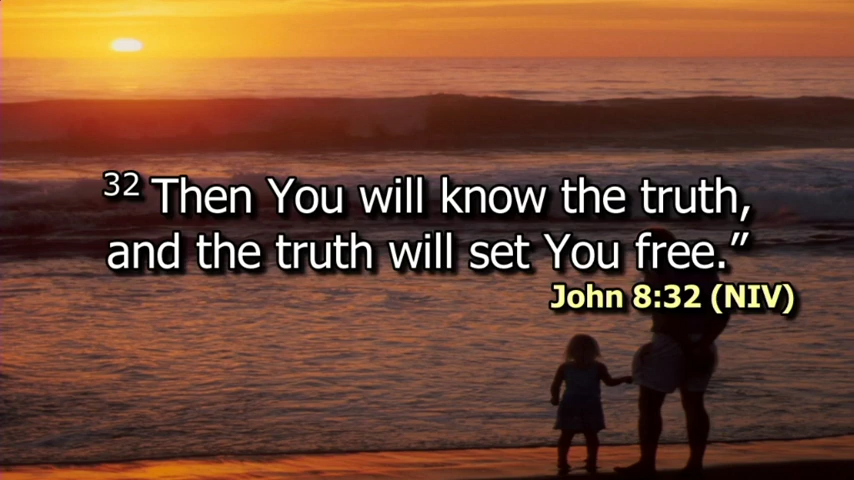 32 Then You will know the truth,
and the truth will set You free.”
John 8:32 (NIV)